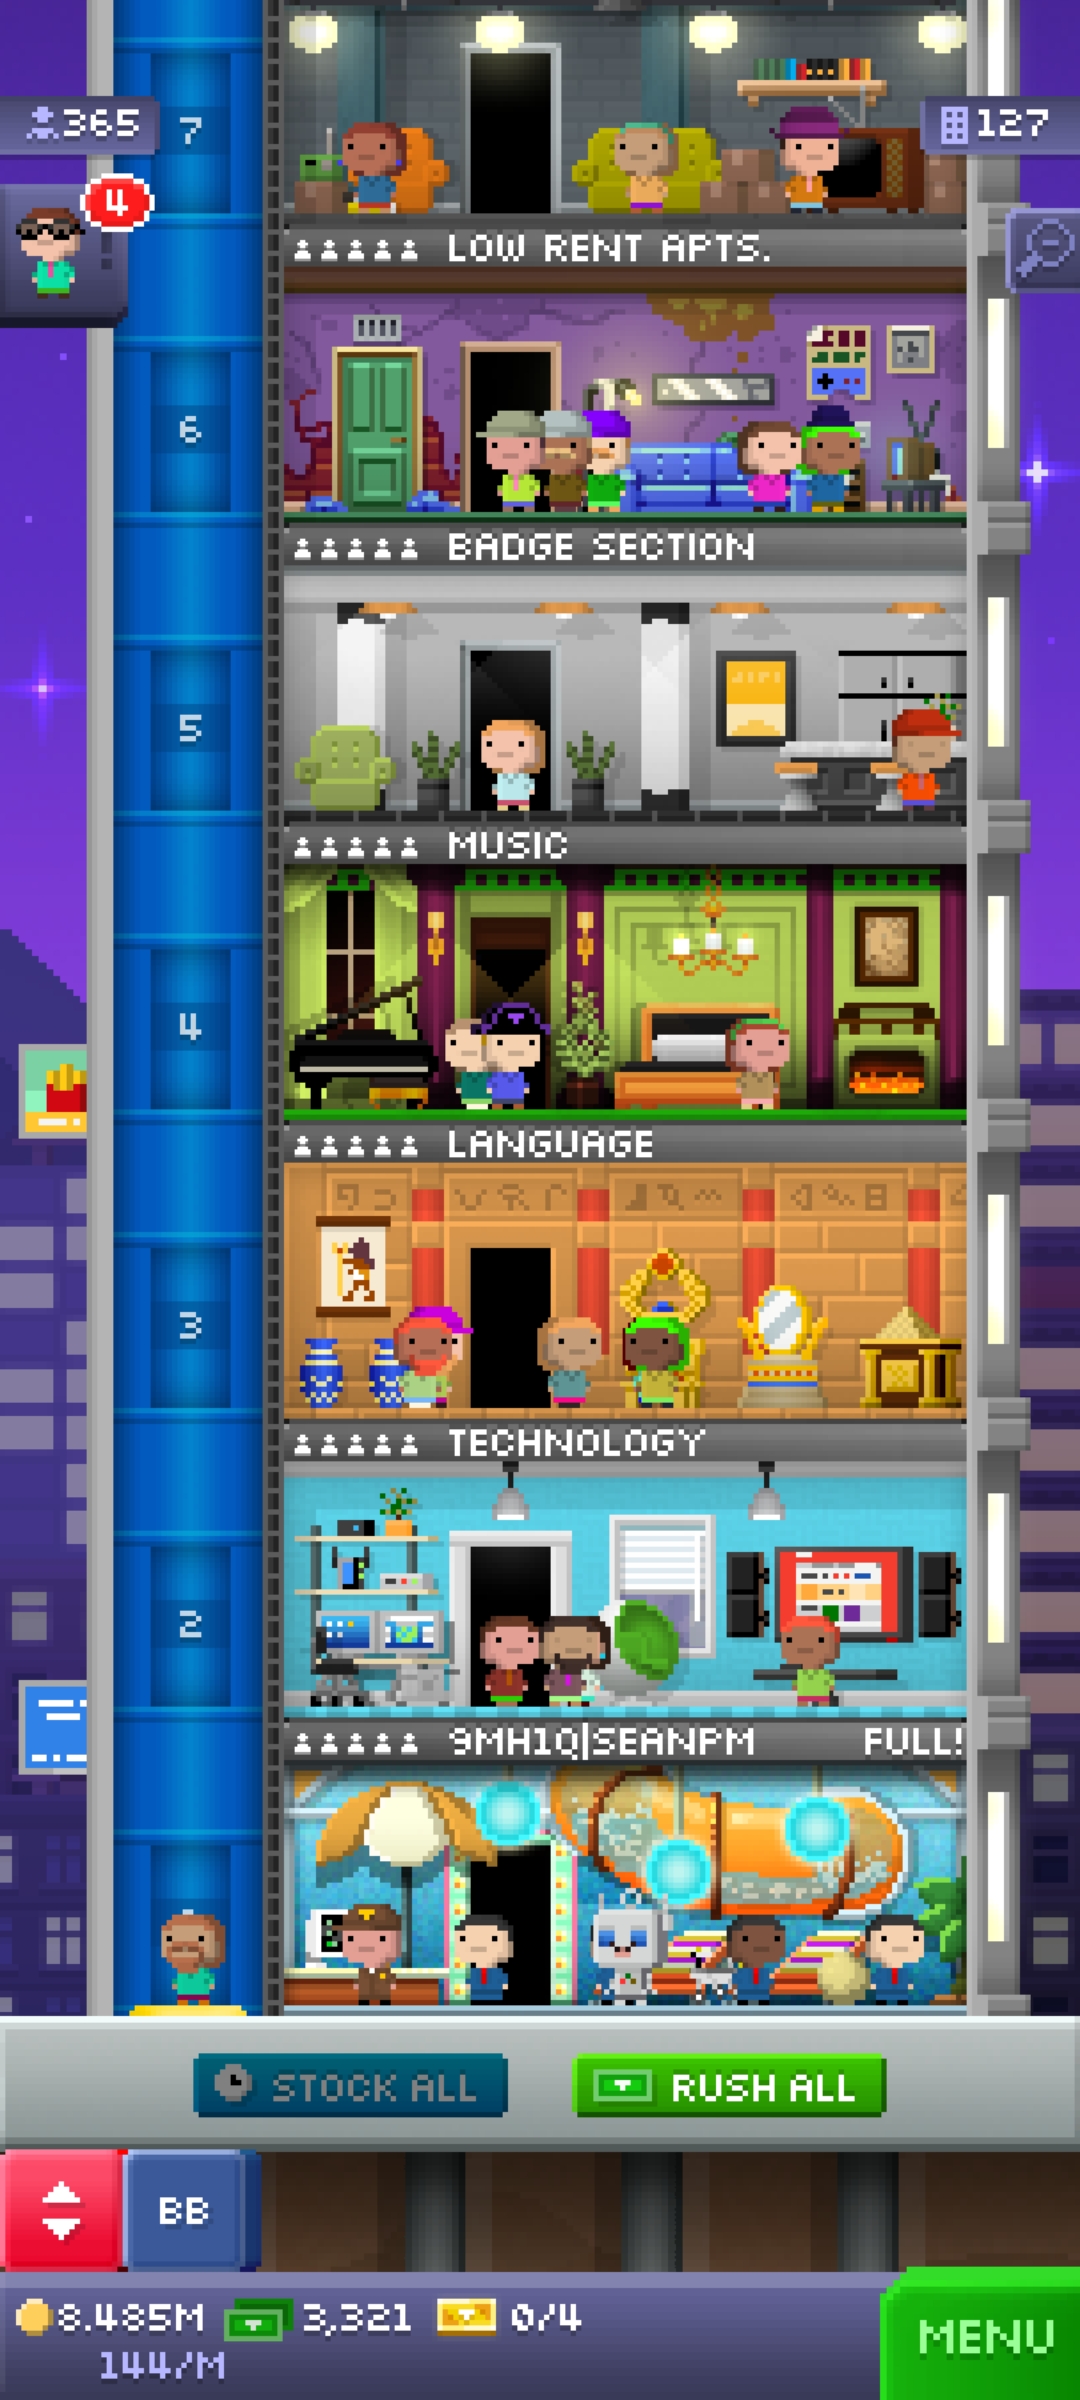 365
7
127
4
LOW RENT APTS.
6
BADGE SECTION
5
MUSIC
4
LANGUAGE
3
TECHNOLOGY
2
9MH1Q|SEANPM FULL!
STOCK ALL
RUSH ALL
BB
8.485M 3,321 0/4
144/M
MENU